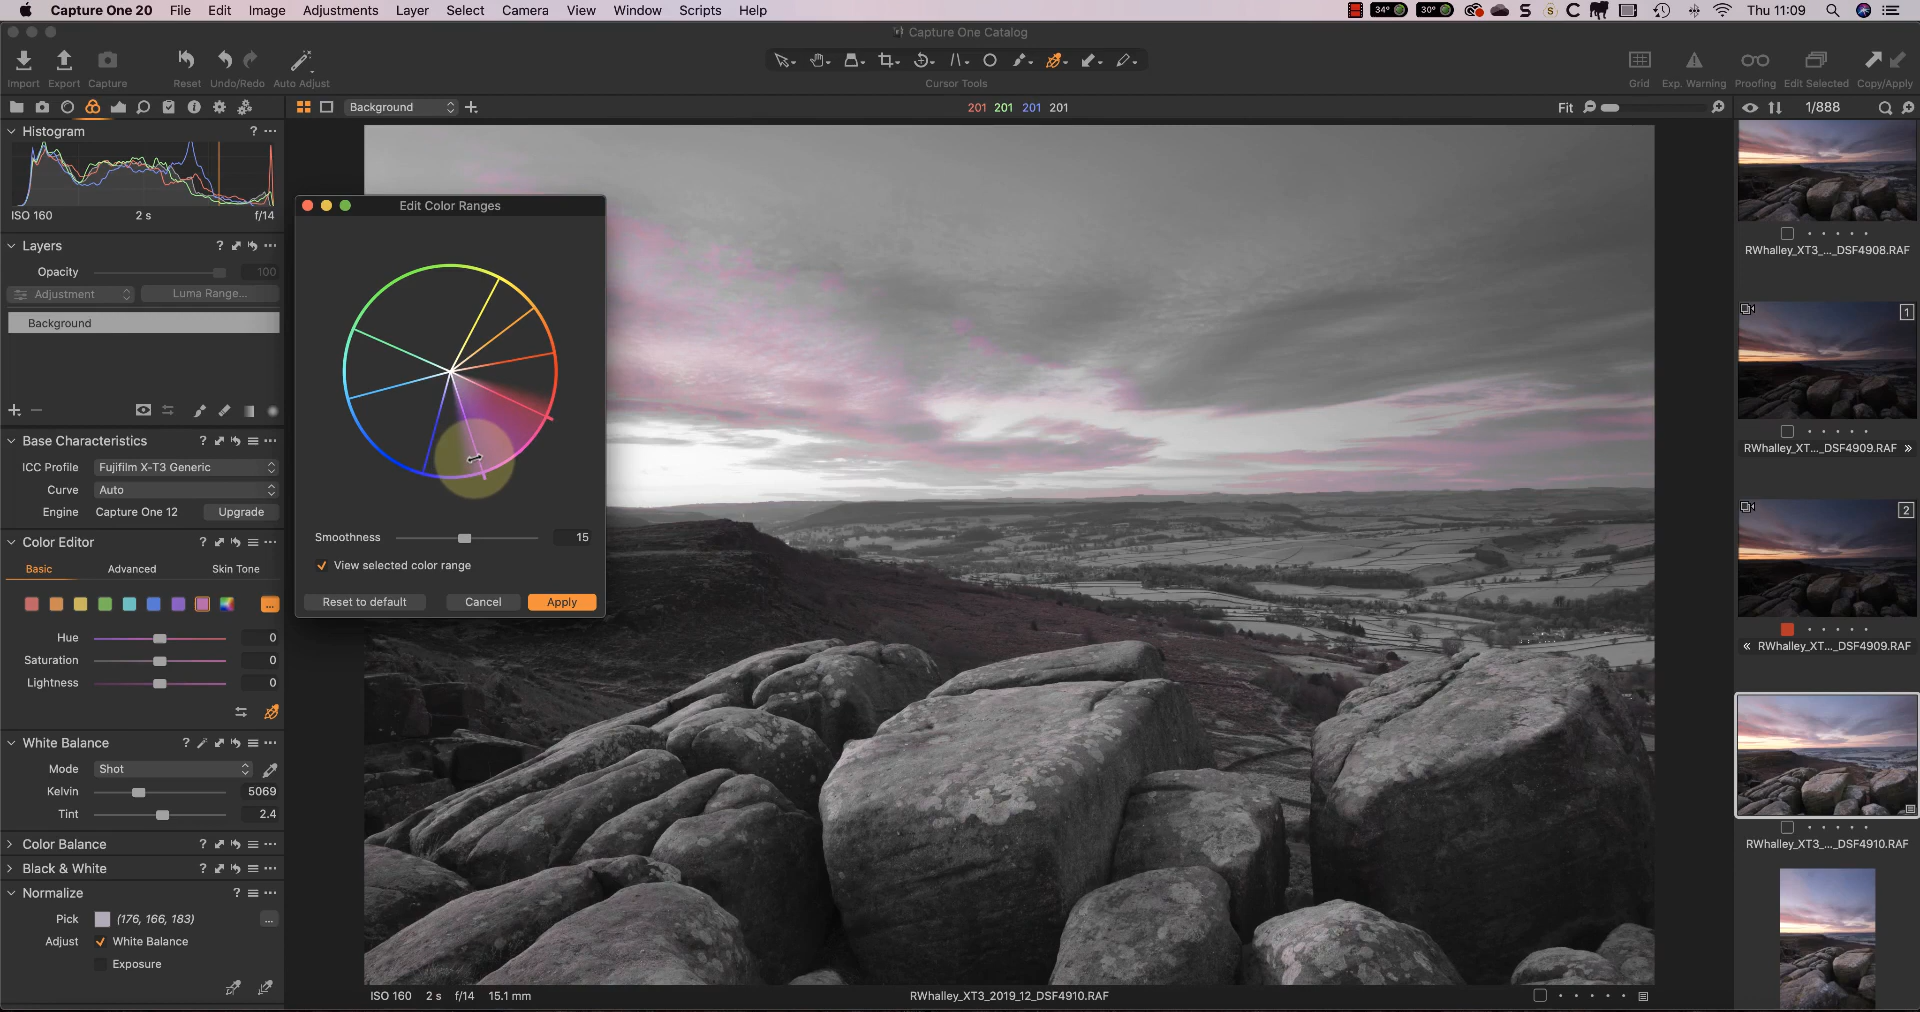 Capture One 20 File Edit Image Adjustments Layer Select Camera View Window Scripts Help 34° 30° Thu 11:09
Capture One Catalog
Import Export Capture Reset Undo/Redo Auto Adjust Cursor Tools Grid Exp. Warning Proofing Edit Selected Copy/Apply
Background 201 201 201 201 Fit 1/888
Histogram
ISO 160 2 s f/14
Layers
Opacity 100
Adjustment Luma Range...
Background
Base Characteristics
ICC Profile Fujifilm X-T3 Generic
Curve Auto
Engine Capture One 12 Upgrade
Color Editor
Basic Advanced Skin Tone
Hue 0
Saturation 0
Lightness 0
White Balance
Mode Shot
Kelvin 5069
Tint 2.4
Color Balance
Black & White
Normalize
Pick (176, 166, 183)
Adjust White Balance
Exposure
Edit Color Ranges
Smoothness 15
View selected color range
Reset to default Cancel Apply
ISO 160 2 s f/14 15.1 mm RWhalley_XT3_2019_12_DSF4910.RAF
RWhalley_XT3_..._DSF4908.RAF
1
RWhalley_XT..._DSF4909.RAF »
2
« RWhalley_XT..._DSF4909.RAF
RWhalley_XT3_..._DSF4910.RAF